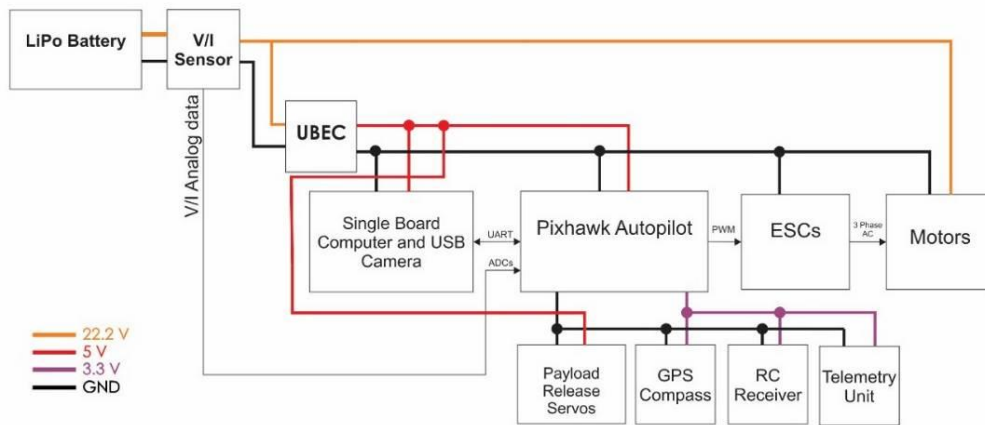 LiPo Battery
V/I
Sensor
V/I Analog data
UBEC
Single Board
Computer and USB
Camera
UART
ADCs
Pixhawk Autopilot
PWM
ESCs
3 Phase
AC
Motors
22.2 V
5 V
3.3 V
GND
Payload
Release
Servos
GPS
Compass
RC
Receiver
Telemetry
Unit